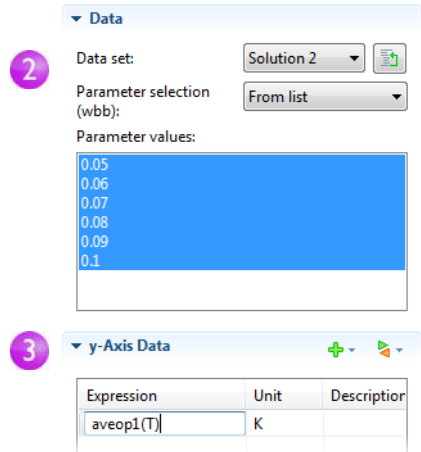 Data
2
Data set:
Solution 2
Parameter selection
(wbb):
From list
Parameter values:
0.05
0.06
0.07
0.08
0.09
0.1
3
y-Axis Data
Expression Unit Description
aveop1(T) K